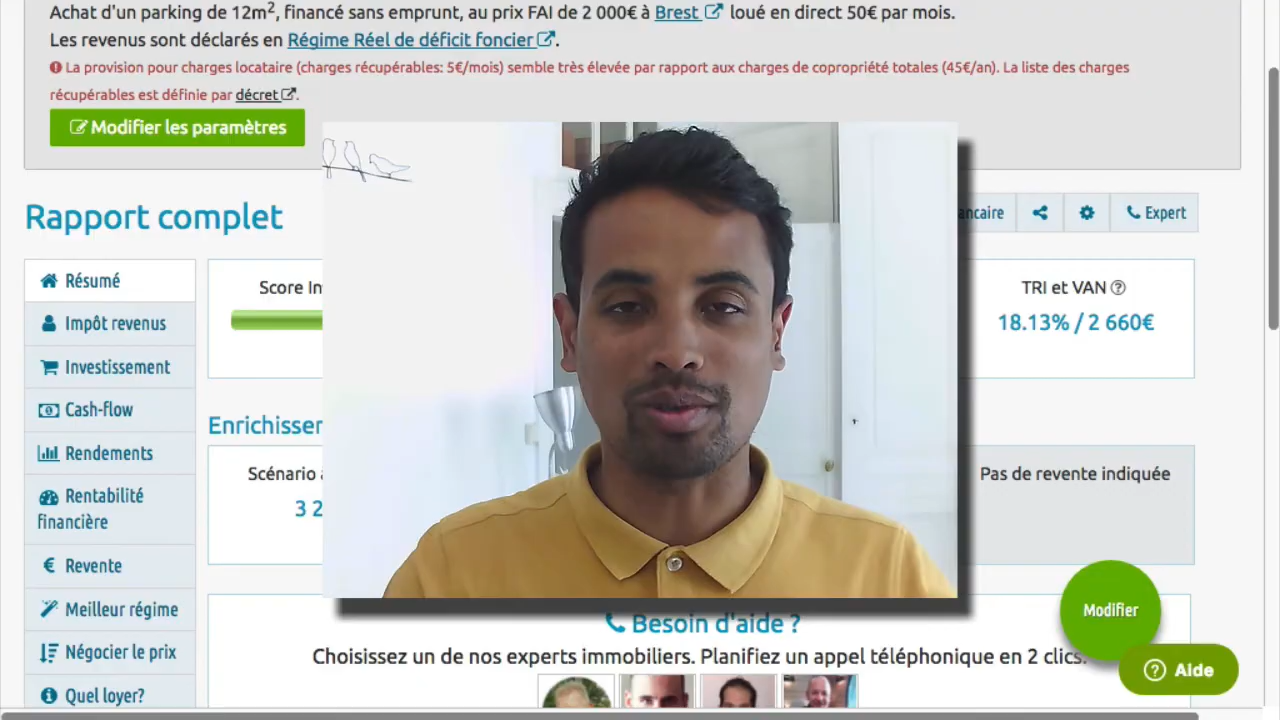 Achat d'un parking de 12m², financé sans emprunt, au prix FAI de 2 000€ à Brest loué en direct 50€ par mois.
Les revenus sont déclarés en Régime Réel de déficit foncier.
La provision pour charges locataire (charges récupérables: 5€/mois) semble très élevée par rapport aux charges de copropriété totales (45€/an). La liste des charges
récupérables est définie par décret.
Modifier les paramètres
Rapport complet
ancaire
Expert
Résumé
Impôt revenus
Investissement
Cash-flow
Rendements
Rentabilité
financière
Revente
Meilleur régime
Négocier le prix
Quel loyer?
Score In
TRI et VAN
18.13% / 2 660€
Enrichissem
Scénario a
3 2
Pas de revente indiquée
Besoin d'aide ?
Choisissez un de nos experts immobiliers. Planifiez un appel téléphonique en 2 clics.
Modifier
Aide